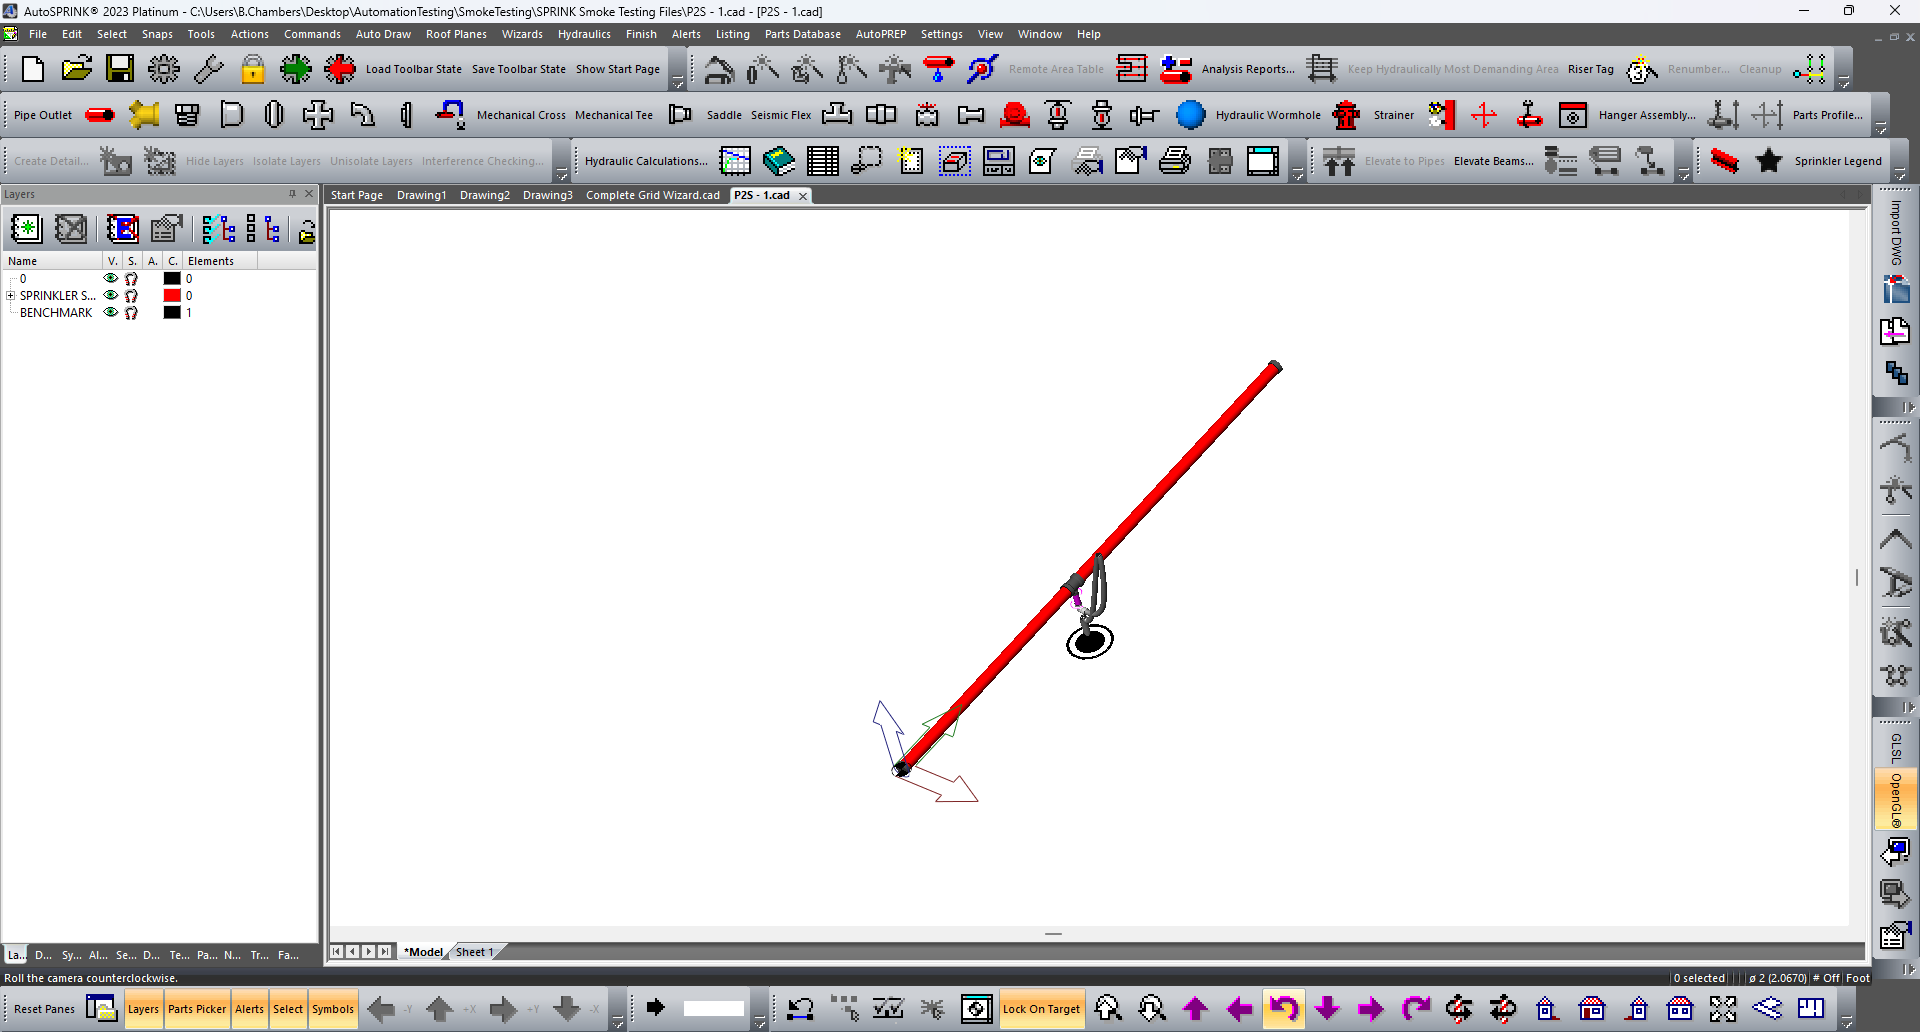 AutoSPRINK® 2023 Platinum - C:\Users\B.Chambers\Desktop\AutomationTesting\SmokeTesting\SPRINK Smoke Testing Files\P2S - 1.cad - [P2S - 1.cad]
File Edit Select Snaps Tools Actions Commands Auto Draw Roof Planes Wizards Hydraulics Finish Alerts Listing Parts Database AutoPREP Settings View Window Help
Load Toolbar State Save Toolbar State Show Start Page Remote Area Table Analysis Reports... Keep Hydraulically Most Demanding Area Riser Tag Renumber... Cleanup
Pipe Outlet Mechanical Cross Mechanical Tee Saddle Seismic Flex Hydraulic Wormhole Strainer Hanger Assembly... Parts Profile...
Create Detail... Hide Layers Isolate Layers Unisolate Layers Interference Checking... Hydraulic Calculations... Elevate to Pipes Elevate Beams... Sprinkler Legend
Layers
Start Page Drawing1 Drawing2 Drawing3 Complete Grid Wizard.cad P2S - 1.cad
Import DWG
Name V. S. A. C. Elements
0 0
SPRINKLER S... 0
BENCHMARK 1
GLSL
OpenGL®
La... D... Sy... Al... Se... D... Te... Pa... N... Tr... Fa...
*Model Sheet 1
Roll the camera counterclockwise.
0 selected ø 2 (2.0670) # Off Foot
Reset Panes Layers Parts Picker Alerts Select Symbols -Y +X +Y -X Lock On Target